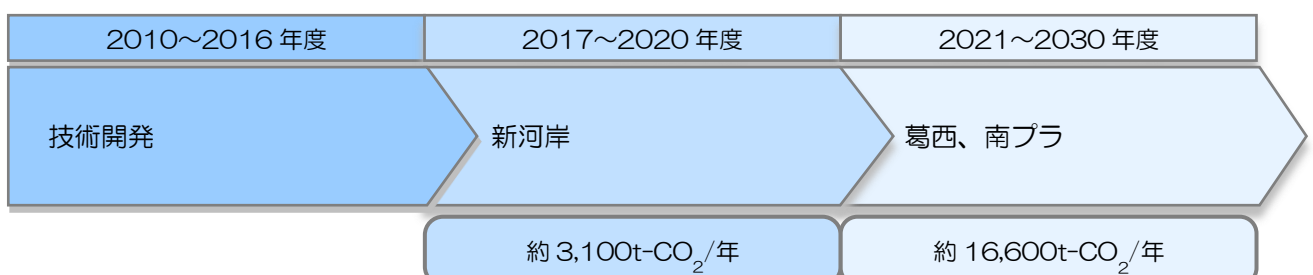 2010～2016 年度
2017～2020 年度
2021～2030 年度
技術開発
新河岸
葛西、南プラ
約 3,100t-CO₂/年
約 16,600t-CO₂/年